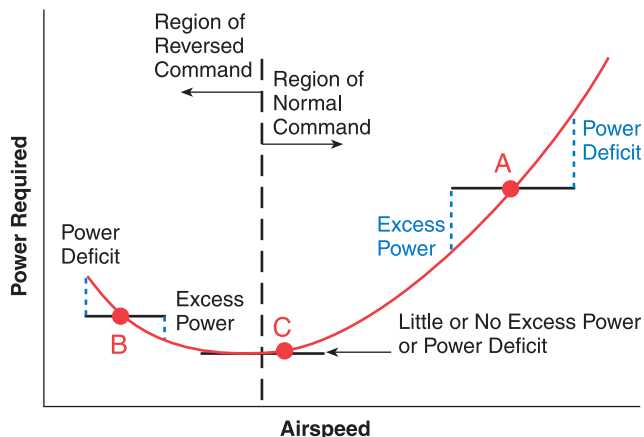 Region of
Reversed
Command
Region of
Normal
Command
Power
Deficit
A
Excess
Power
Power
Deficit
Excess
Power
B
C
Little or No Excess Power
or Power Deficit
Power Required
Airspeed